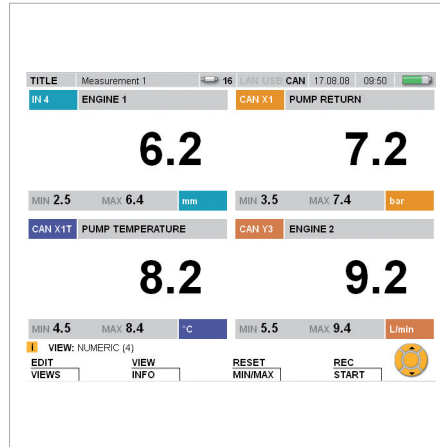 TITLE Measurement 1 16 LAN USB CAN 17.08.08 09:50
IN 4 ENGINE 1
6.2
MIN 2.5 MAX 6.4 mm
CAN X1 PUMP RETURN
7.2
MIN 3.5 MAX 7.4 bar
CAN X1T PUMP TEMPERATURE
8.2
MIN 4.5 MAX 8.4 °C
CAN Y3 ENGINE 2
9.2
MIN 5.5 MAX 9.4 L/min
i VIEW: NUMERIC (4)
EDIT VIEWS
VIEW INFO
RESET MIN/MAX
REC START